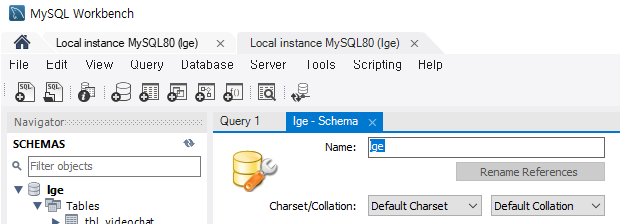 MySQL Workbench
Local instance MySQL80 (lge)
Local instance MySQL80 (lge) ×
File Edit View Query Database Server Tools Scripting Help
Navigator
Query 1
lge - Schema ×
SCHEMAS
Name: lge
Filter objects
Rename References
lge
Charset/Collation: Default Charset Default Collation
Tables
tbl_videochat